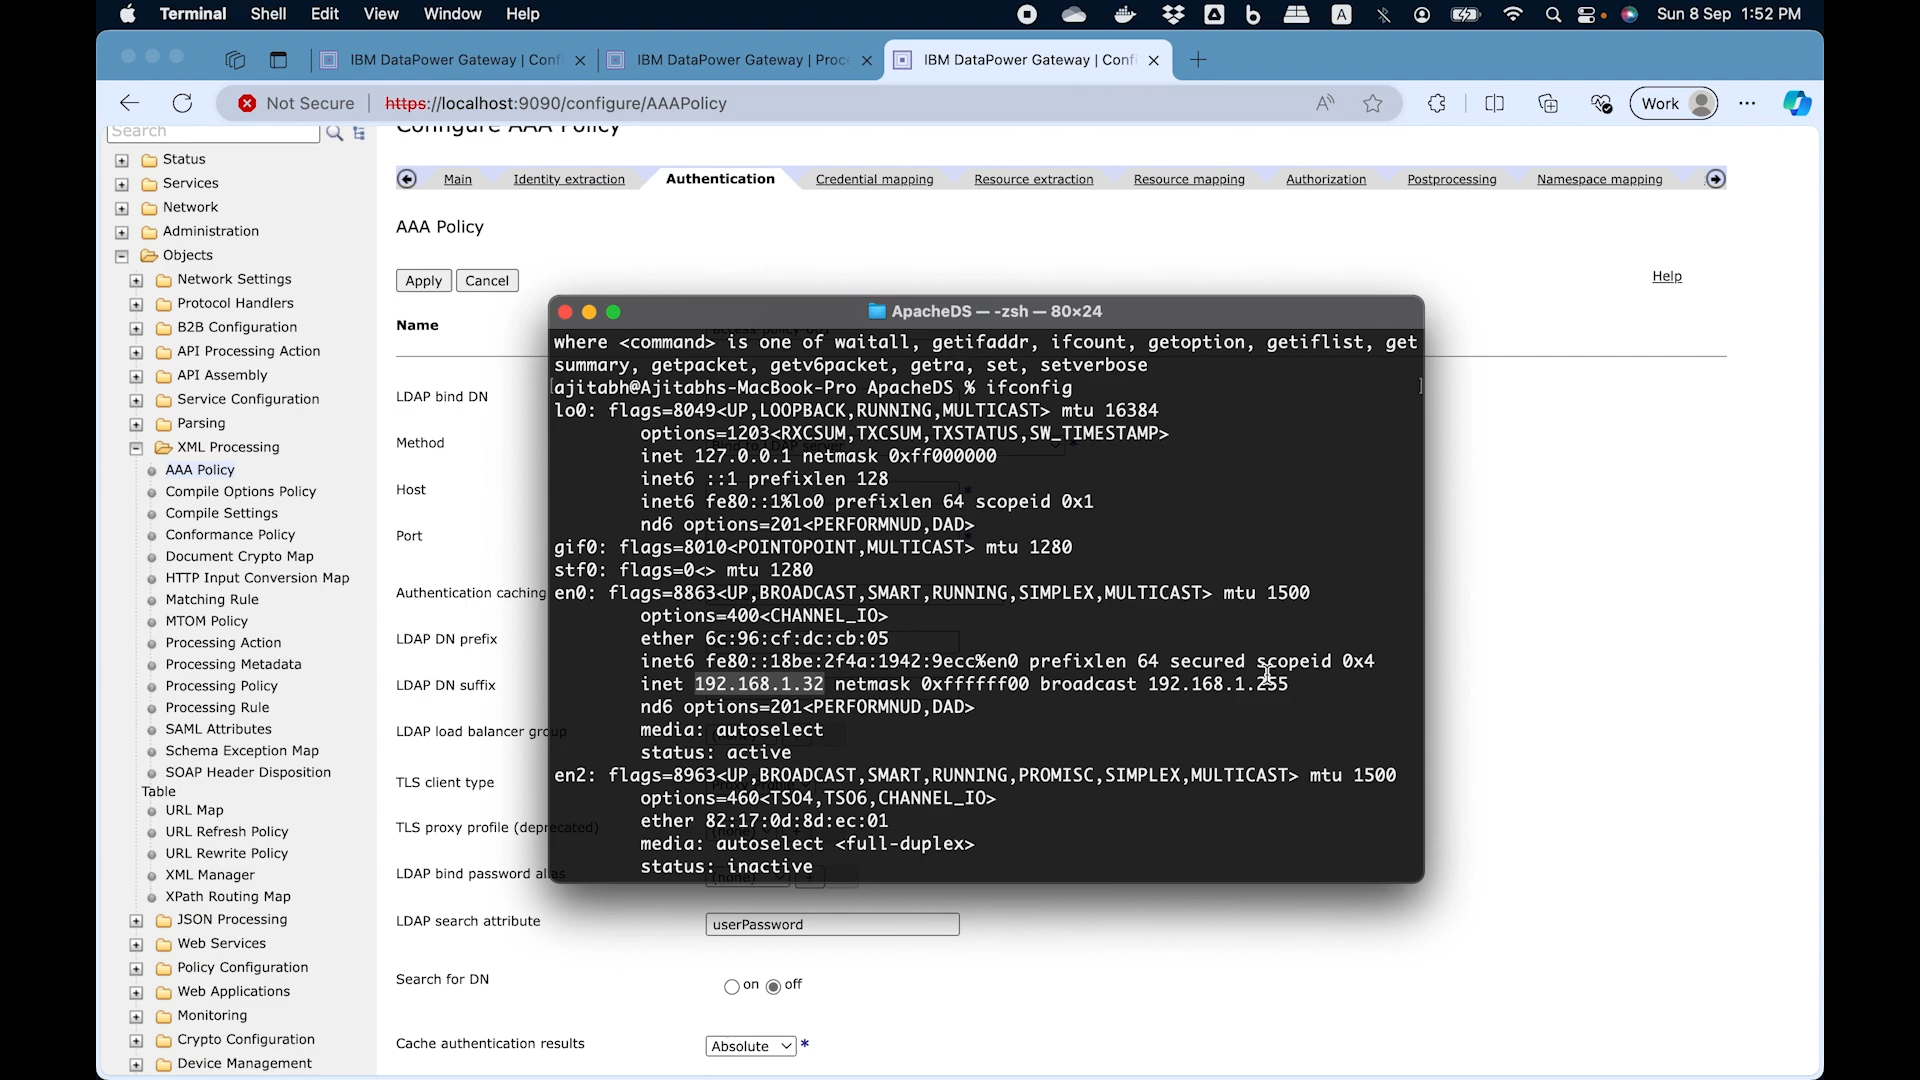 Terminal Shell Edit View Window Help
Sun 8 Sep 1:52 PM
IBM DataPower Gateway | Conf
IBM DataPower Gateway | Proc
IBM DataPower Gateway | Conf
Not Secure https://localhost:9090/configure/AAAPolicy
Work
Search
Status
Services
Network
Administration
Objects
Network Settings
Protocol Handlers
B2B Configuration
API Processing Action
API Assembly
Service Configuration
Parsing
XML Processing
AAA Policy
Compile Options Policy
Compile Settings
Conformance Policy
Document Crypto Map
HTTP Input Conversion Map
Matching Rule
MTOM Policy
Processing Action
Processing Metadata
Processing Policy
Processing Rule
SAML Attributes
Schema Exception Map
SOAP Header Disposition
Table
URL Map
URL Refresh Policy
URL Rewrite Policy
XML Manager
XPath Routing Map
JSON Processing
Web Services
Policy Configuration
Web Applications
Monitoring
Crypto Configuration
Device Management
Configure AAA Policy
Main Identity extraction Authentication Credential mapping Resource extraction Resource mapping Authorization Postprocessing Namespace mapping
AAA Policy
Apply Cancel
Help
Name
LDAP bind DN
Method
Host
Port
Authentication caching
LDAP DN prefix
LDAP DN suffix
LDAP load balancer group
TLS client type
TLS proxy profile (deprecated)
LDAP bind password alias
(none)
LDAP search attribute userPassword
Search for DN on off
Cache authentication results Absolute *
ApacheDS — -zsh — 80×24
where <command> is one of waitall, getifaddr, ifcount, getoption, getiflist, get
summary, getpacket, getv6packet, getra, set, setverbose
[ajitabh@Ajitabhs-MacBook-Pro ApacheDS % ifconfig ]
lo0: flags=8049<UP,LOOPBACK,RUNNING,MULTICAST> mtu 16384
options=1203<RXCSUM,TXCSUM,TXSTATUS,SW_TIMESTAMP>
inet 127.0.0.1 netmask 0xff000000
inet6 ::1 prefixlen 128
inet6 fe80::1%lo0 prefixlen 64 scopeid 0x1
nd6 options=201<PERFORMNUD,DAD>
gif0: flags=8010<POINTOPOINT,MULTICAST> mtu 1280
stf0: flags=0<> mtu 1280
en0: flags=8863<UP,BROADCAST,SMART,RUNNING,SIMPLEX,MULTICAST> mtu 1500
options=400<CHANNEL_IO>
ether 6c:96:cf:dc:cb:05
inet6 fe80::18be:2f4a:1942:9ecc%en0 prefixlen 64 secured scopeid 0x4
inet 192.168.1.32 netmask 0xffffff00 broadcast 192.168.1.255
nd6 options=201<PERFORMNUD,DAD>
media: autoselect
status: active
en2: flags=8963<UP,BROADCAST,SMART,RUNNING,PROMISC,SIMPLEX,MULTICAST> mtu 1500
options=460<TSO4,TSO6,CHANNEL_IO>
ether 82:17:0d:8d:ec:01
media: autoselect <full-duplex>
status: inactive